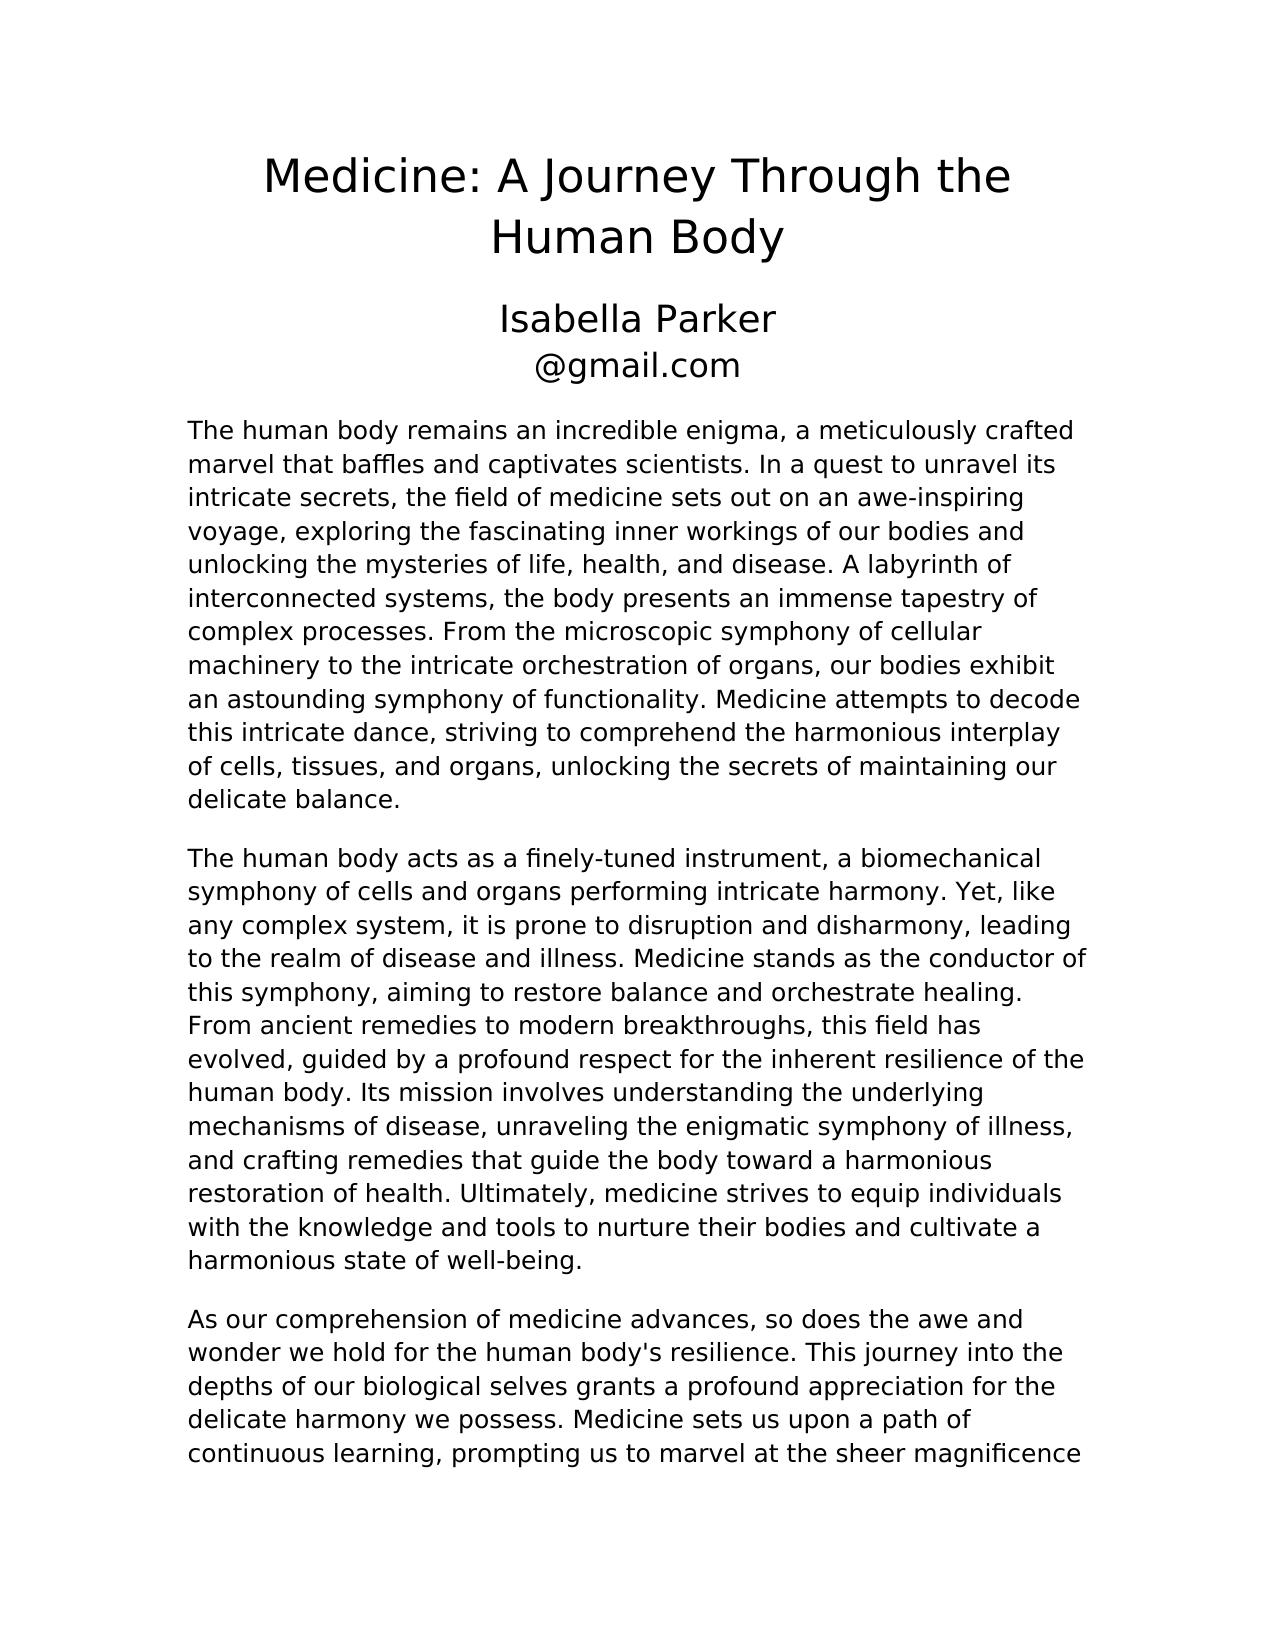 Medicine: A Journey Through the
Human Body
Isabella Parker
@gmail.com
The human body remains an incredible enigma, a meticulously crafted
marvel that baffles and captivates scientists. In a quest to unravel its
intricate secrets, the field of medicine sets out on an awe-inspiring
voyage, exploring the fascinating inner workings of our bodies and
unlocking the mysteries of life, health, and disease. A labyrinth of
interconnected systems, the body presents an immense tapestry of
complex processes. From the microscopic symphony of cellular
machinery to the intricate orchestration of organs, our bodies exhibit
an astounding symphony of functionality. Medicine attempts to decode
this intricate dance, striving to comprehend the harmonious interplay
of cells, tissues, and organs, unlocking the secrets of maintaining our
delicate balance.
The human body acts as a finely-tuned instrument, a biomechanical
symphony of cells and organs performing intricate harmony. Yet, like
any complex system, it is prone to disruption and disharmony, leading
to the realm of disease and illness. Medicine stands as the conductor of
this symphony, aiming to restore balance and orchestrate healing.
From ancient remedies to modern breakthroughs, this field has
evolved, guided by a profound respect for the inherent resilience of the
human body. Its mission involves understanding the underlying
mechanisms of disease, unraveling the enigmatic symphony of illness,
and crafting remedies that guide the body toward a harmonious
restoration of health. Ultimately, medicine strives to equip individuals
with the knowledge and tools to nurture their bodies and cultivate a
harmonious state of well-being.
As our comprehension of medicine advances, so does the awe and
wonder we hold for the human body's resilience. This journey into the
depths of our biological selves grants a profound appreciation for the
delicate harmony we possess. Medicine sets us upon a path of
continuous learning, prompting us to marvel at the sheer magnificence